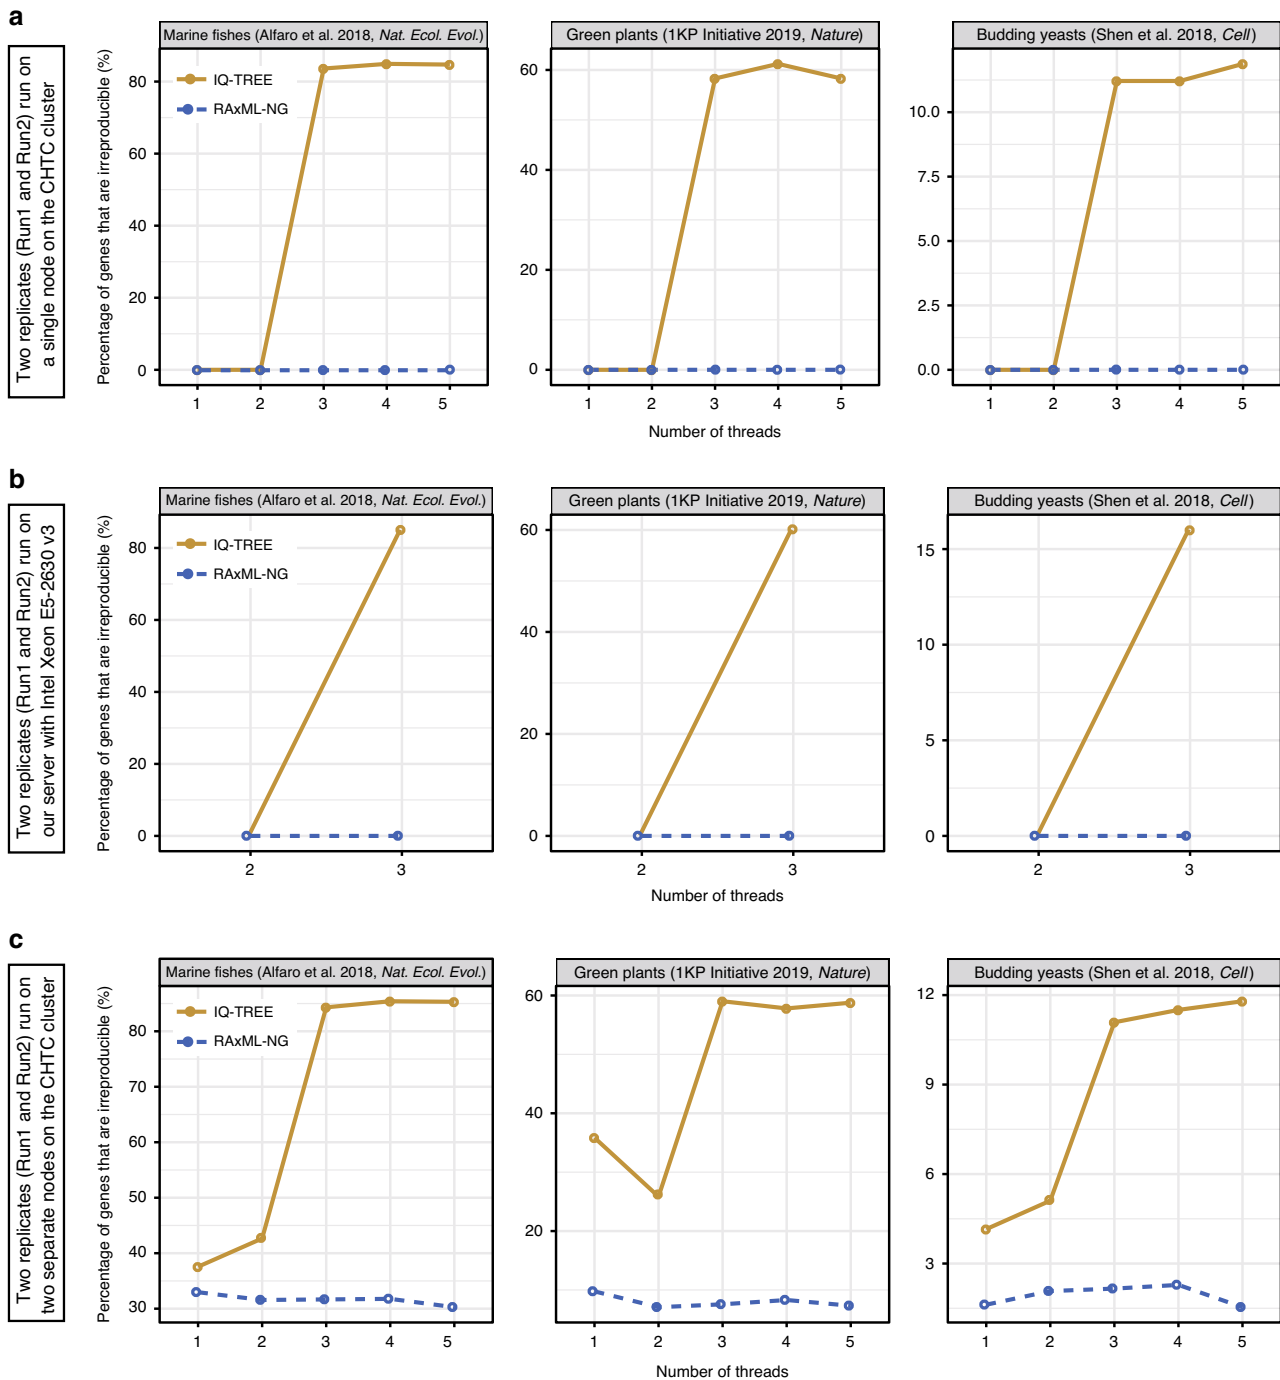 a
Two replicates (Run1 and Run2) run on
a single node on the CHTC cluster
Percentage of genes that are irreproducible (%)
Marine fishes (Alfaro et al. 2018, Nat. Ecol. Evol.)
IQ-TREE
RAxML-NG
80
60
40
20
0
1 2 3 4 5
Green plants (1KP Initiative 2019, Nature)
60
40
20
0
1 2 3 4 5
Number of threads
Budding yeasts (Shen et al. 2018, Cell)
10.0
7.5
5.0
2.5
0.0
1 2 3 4 5
b
Two replicates (Run1 and Run2) run on
our server with Intel Xeon E5-2630 v3
Percentage of genes that are irreproducible (%)
Marine fishes (Alfaro et al. 2018, Nat. Ecol. Evol.)
IQ-TREE
RAxML-NG
80
60
40
20
0
2 3
Green plants (1KP Initiative 2019, Nature)
60
40
20
0
2 3
Number of threads
Budding yeasts (Shen et al. 2018, Cell)
15
10
5
0
2 3
c
Two replicates (Run1 and Run2) run on
two separate nodes on the CHTC cluster
Percentage of genes that are irreproducible (%)
Marine fishes (Alfaro et al. 2018, Nat. Ecol. Evol.)
IQ-TREE
RAxML-NG
80
70
60
50
40
30
1 2 3 4 5
Green plants (1KP Initiative 2019, Nature)
60
40
20
1 2 3 4 5
Number of threads
Budding yeasts (Shen et al. 2018, Cell)
12
9
6
3
1 2 3 4 5